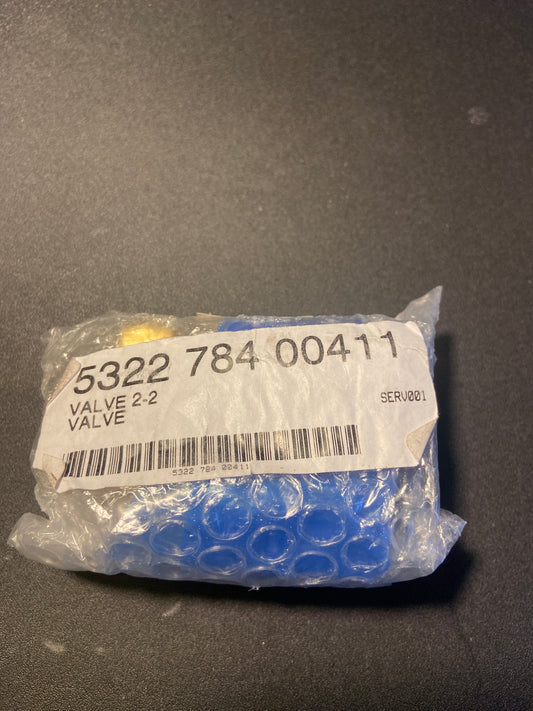 5322 784 00411
VALVE 2-2
VALVE
SERV001
5322 784 00411